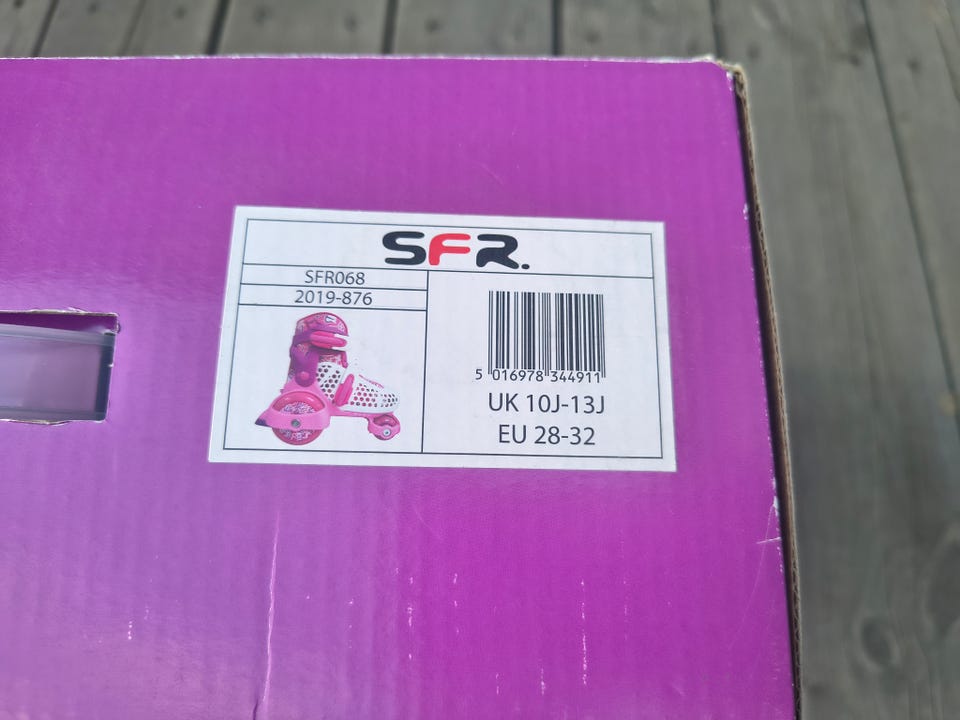 SFR.
SFR068
2019-876
5 016978 344911
UK 10J-13J
EU 28-32